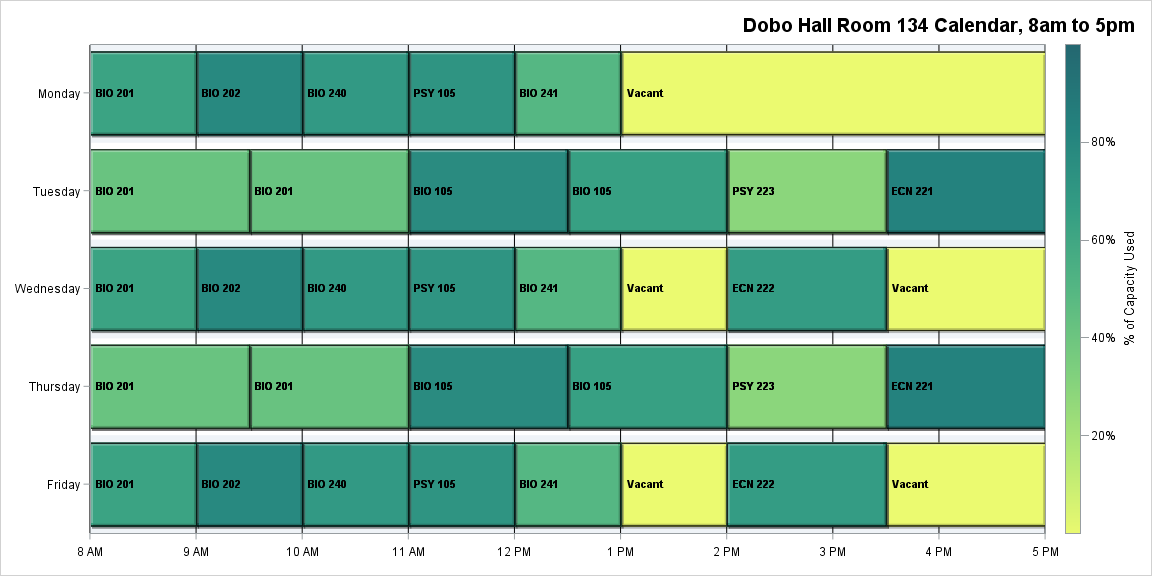 Dobo Hall Room 134 Calendar, 8am to 5pm
Monday BIO 201 BIO 202 BIO 240 PSY 105 BIO 241 Vacant
80%
Tuesday BIO 201 BIO 201 BIO 105 BIO 105 PSY 223 ECN 221
60%
% of Capacity Used
Wednesday BIO 201 BIO 202 BIO 240 PSY 105 BIO 241 Vacant ECN 222 Vacant
40%
Thursday BIO 201 BIO 201 BIO 105 BIO 105 PSY 223 ECN 221
20%
Friday BIO 201 BIO 202 BIO 240 PSY 105 BIO 241 Vacant ECN 222 Vacant
8 AM 9 AM 10 AM 11 AM 12 PM 1 PM 2 PM 3 PM 4 PM 5 PM